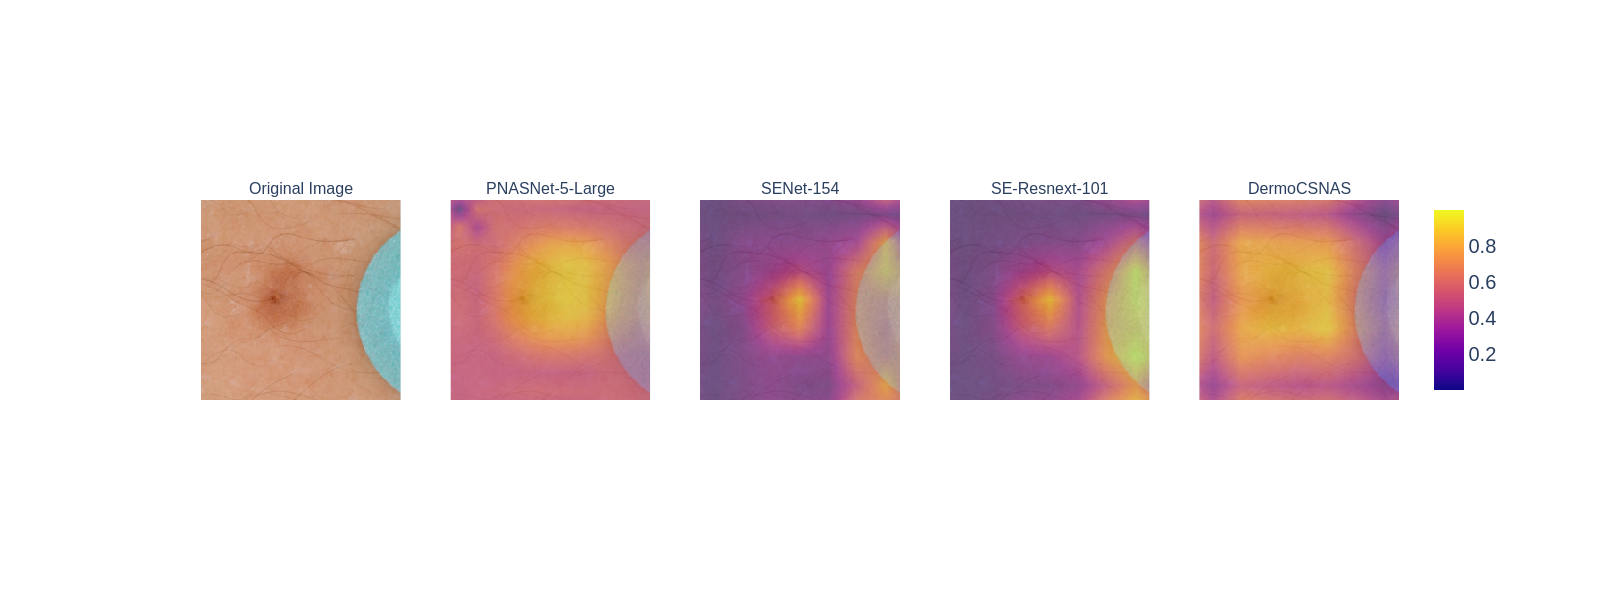 Original Image
PNASNet-5-Large
SENet-154
SE-Resnext-101
DermoCSNAS
0.8
0.6
0.4
0.2